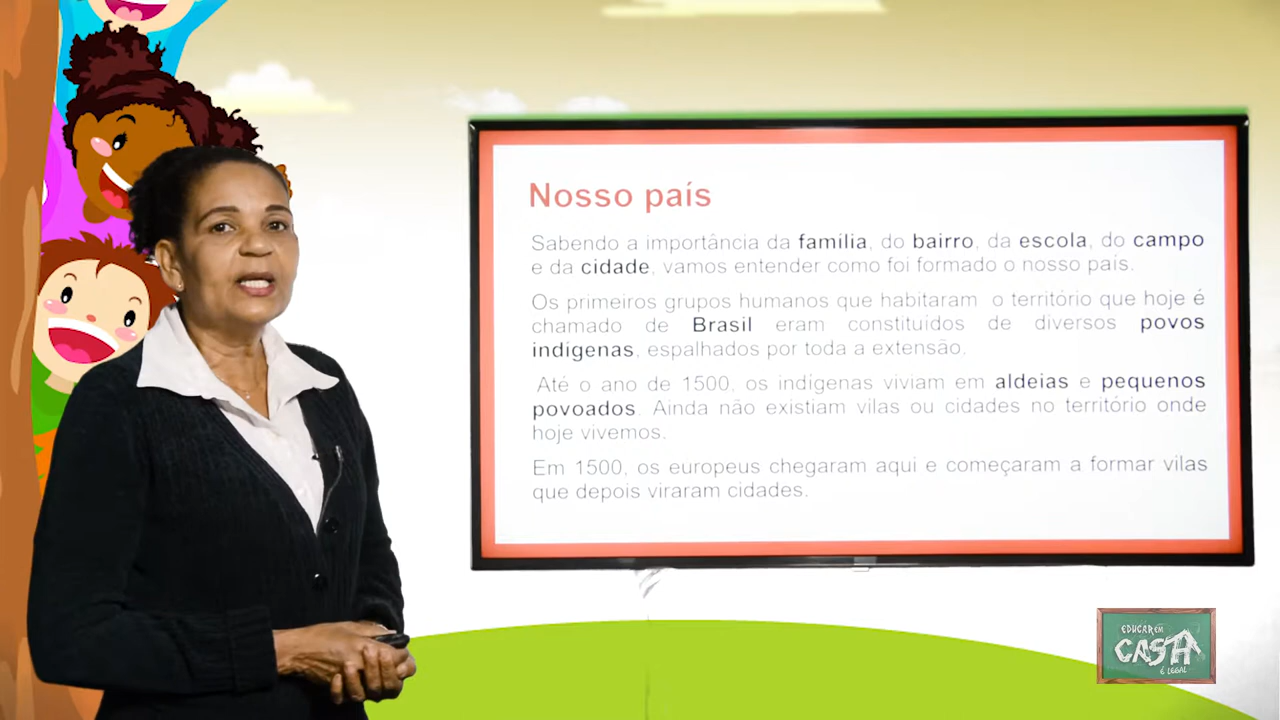 Nosso país
Sabendo a importância da família, do bairro, da escola, do campo
e da cidade, vamos entender como foi formado o nosso país.
Os primeiros grupos humanos que habitaram o território que hoje é
chamado de Brasil eram constituídos de diversos povos
indígenas, espalhados por toda a extensão.
Até o ano de 1500, os indígenas viviam em aldeias e pequenos
povoados. Ainda não existiam vilas ou cidades no território onde
hoje vivemos.
Em 1500, os europeus chegaram aqui e começaram a formar vilas
que depois viraram cidades.
EDUCAR EM
CASA
É LEGAL